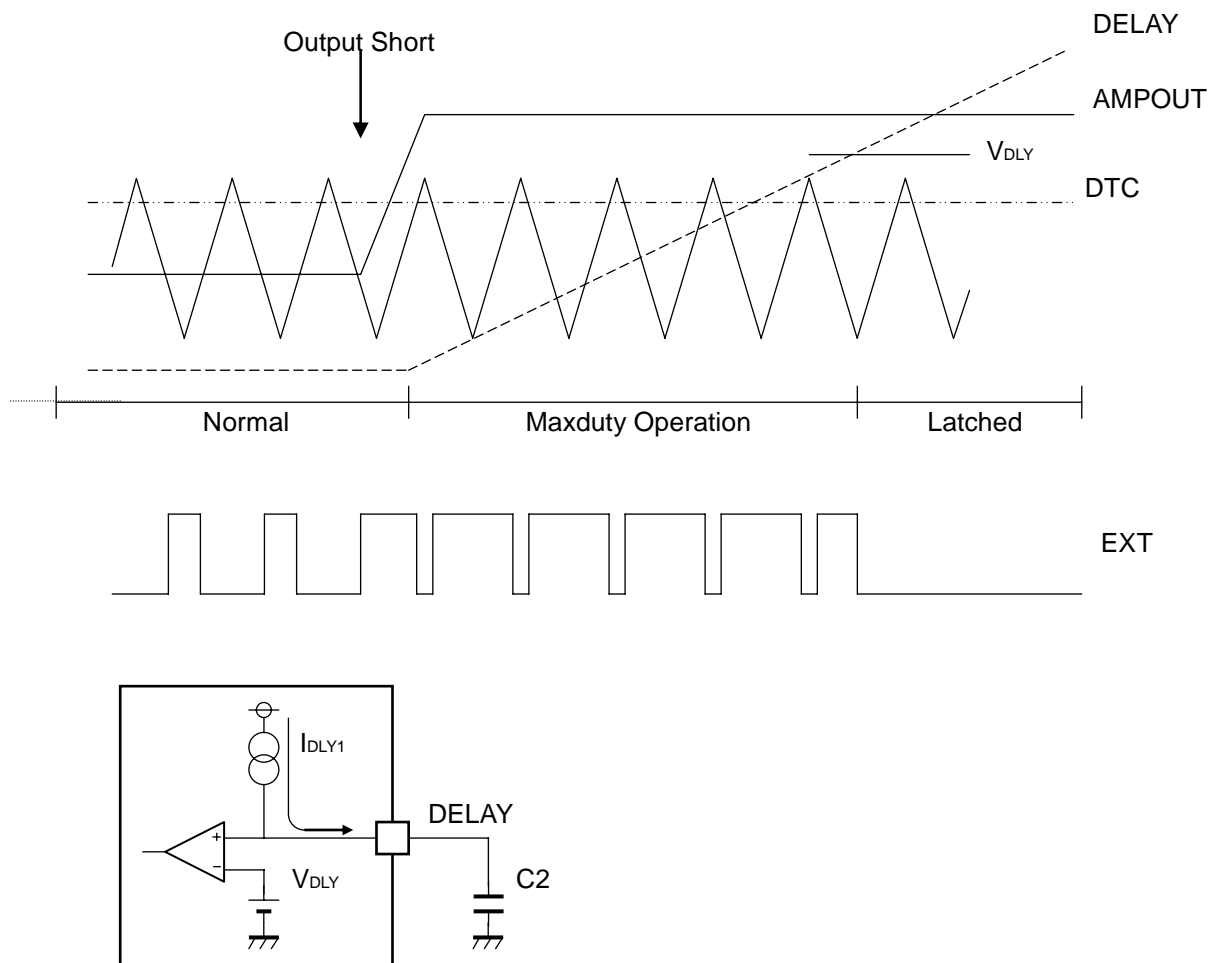 Output Short
DELAY
AMPOUT
VDLY
DTC
Normal
Maxduty Operation
Latched
EXT
IDLY1
DELAY
+
−
VDLY
C2